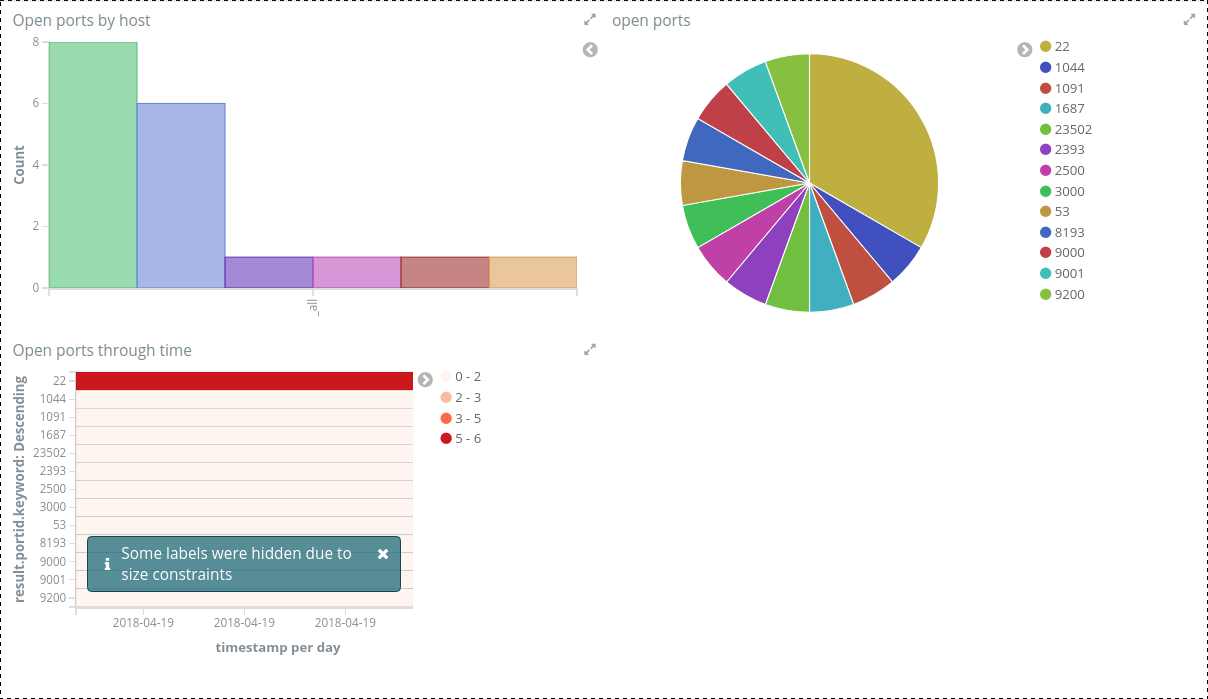 Open ports by host
8
6
4
2
0
Count
_all
open ports
22
1044
1091
1687
23502
2393
2500
3000
53
8193
9000
9001
9200
Open ports through time
result.portid.keyword: Descending
22
1044
1091
1687
23502
2393
2500
3000
53
8193
9000
9001
9200
0 - 2
2 - 3
3 - 5
5 - 6
Some labels were hidden due to
size constraints
2018-04-19 2018-04-19 2018-04-19
timestamp per day